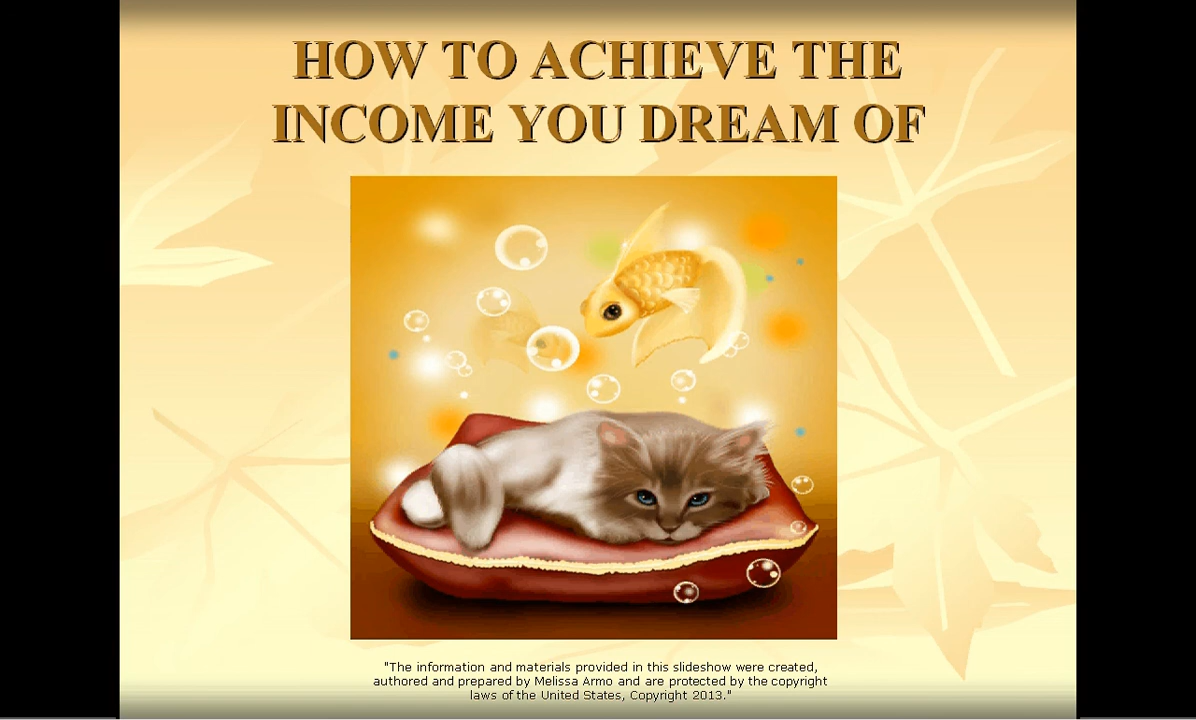 HOW TO ACHIEVE THE
INCOME YOU DREAM OF
"The information and materials provided in this slideshow were created,
authored and prepared by Melissa Armo and are protected by the copyright
laws of the United States, Copyright 2013."